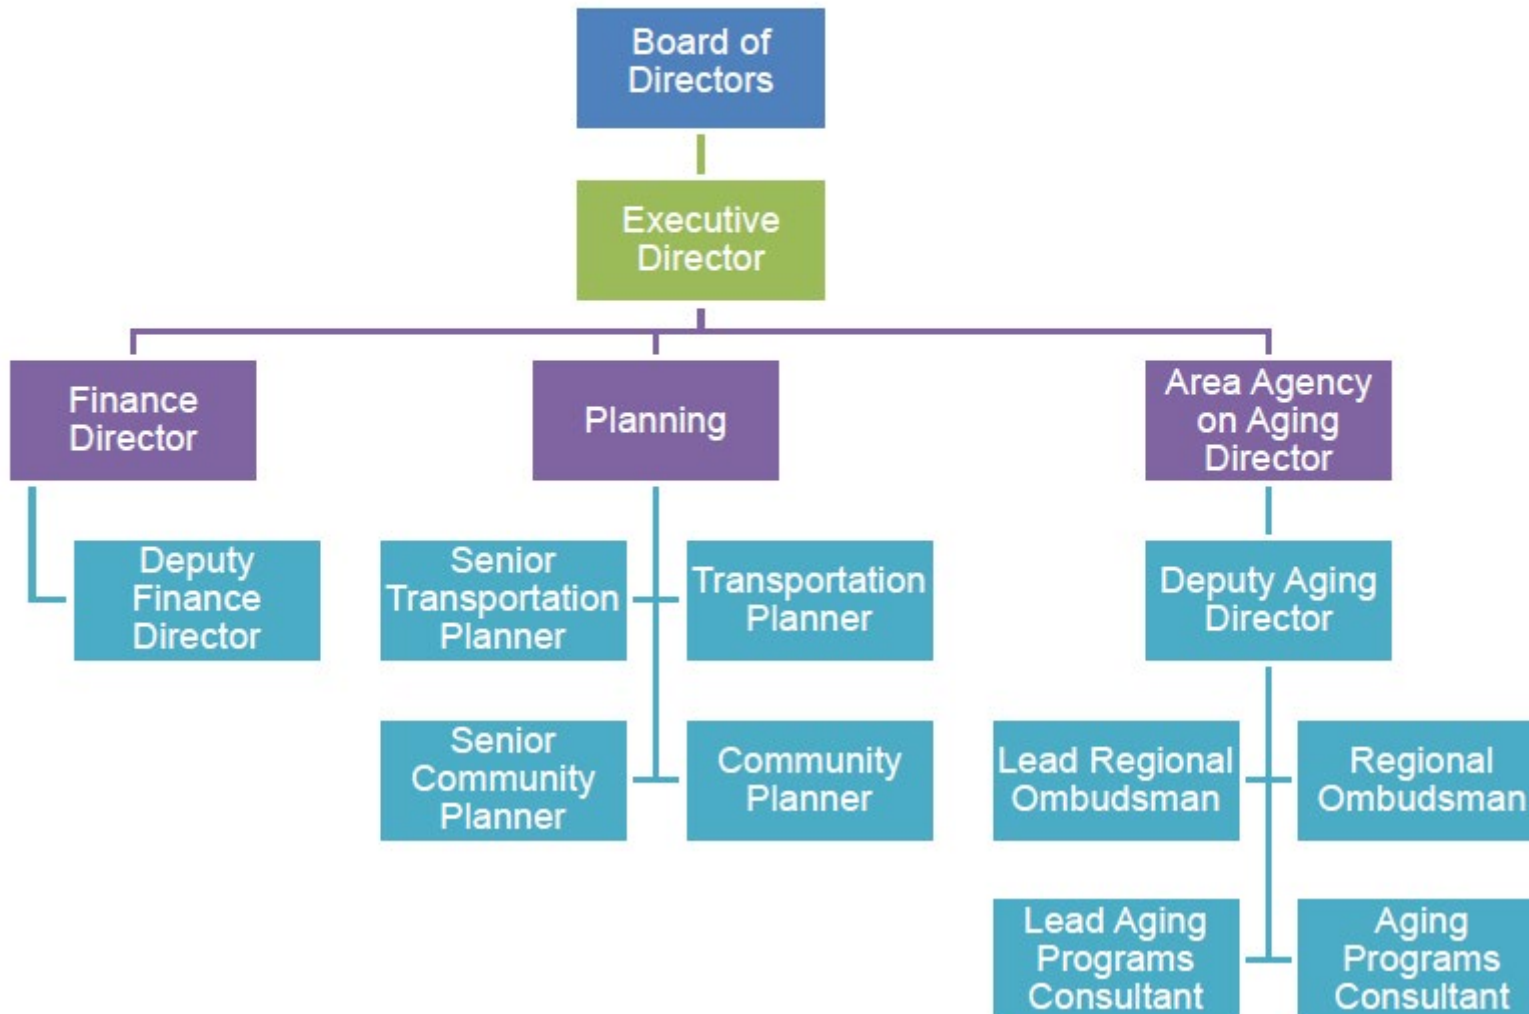 Board of
Directors
Executive
Director
Finance
Director
Planning
Area Agency
on Aging
Director
Deputy
Finance
Director
Senior
Transportation
Planner
Transportation
Planner
Deputy Aging
Director
Senior
Community
Planner
Community
Planner
Lead Regional
Ombudsman
Regional
Ombudsman
Lead Aging
Programs
Consultant
Aging
Programs
Consultant